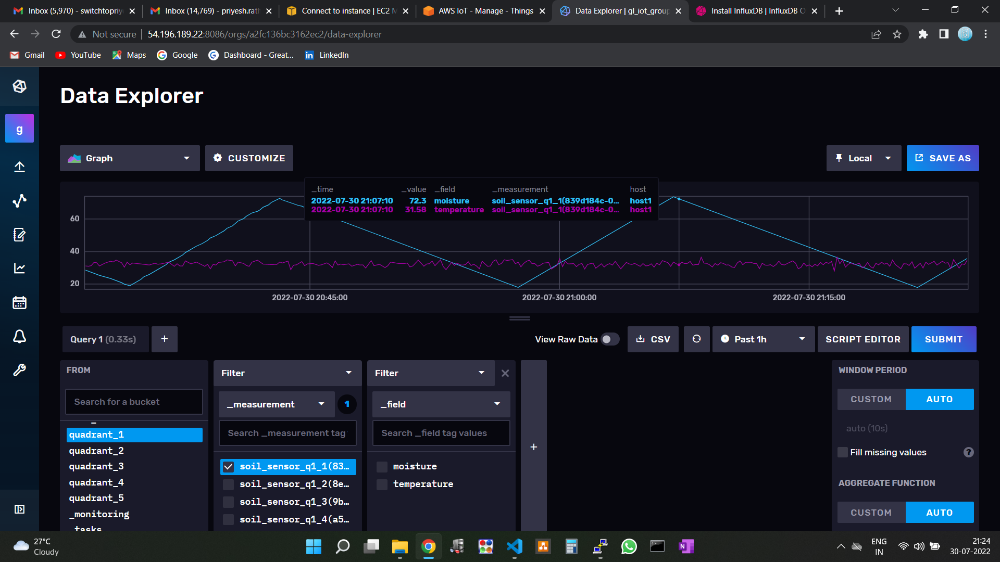 Inbox (5,970) - switchtopriye
Inbox (14,769) - priyesh.rath
Connect to instance | EC2 M
AWS IoT - Manage - Things
Data Explorer | gl_iot_group
Install InfluxDB | InfluxDB O
Not secure
54.196.189.22:8086/orgs/a2fc136bc3162ec2/data-explorer
Gmail
YouTube
Maps
Google
Dashboard - Great...
LinkedIn
g
Data Explorer
Graph
CUSTOMIZE
Local
SAVE AS
_time _value _field _measurement host
2022-07-30 21:07:10 72.3 moisture soil_sensor_q1_1(839d184c-0... host1
2022-07-30 21:07:10 31.58 temperature soil_sensor_q1_1(839d184c-0... host1
60
40
20
2022-07-30 20:45:00
2022-07-30 21:00:00
2022-07-30 21:15:00
Query 1 (0.33s)
+
View Raw Data
CSV
Past 1h
SCRIPT EDITOR
SUBMIT
FROM
Search for a bucket
quadrant_1
quadrant_2
quadrant_3
quadrant_4
quadrant_5
_monitoring
_tasks
Filter
_measurement
1
Search _measurement tag
soil_sensor_q1_1(83...
soil_sensor_q1_2(8e...
soil_sensor_q1_3(9b...
soil_sensor_q1_4(a5...
Filter
_field
Search _field tag values
moisture
temperature
+
WINDOW PERIOD
CUSTOM
AUTO
auto (10s)
Fill missing values
?
AGGREGATE FUNCTION
CUSTOM
AUTO
27°C
Cloudy
ENG
IN
21:24
30-07-2022